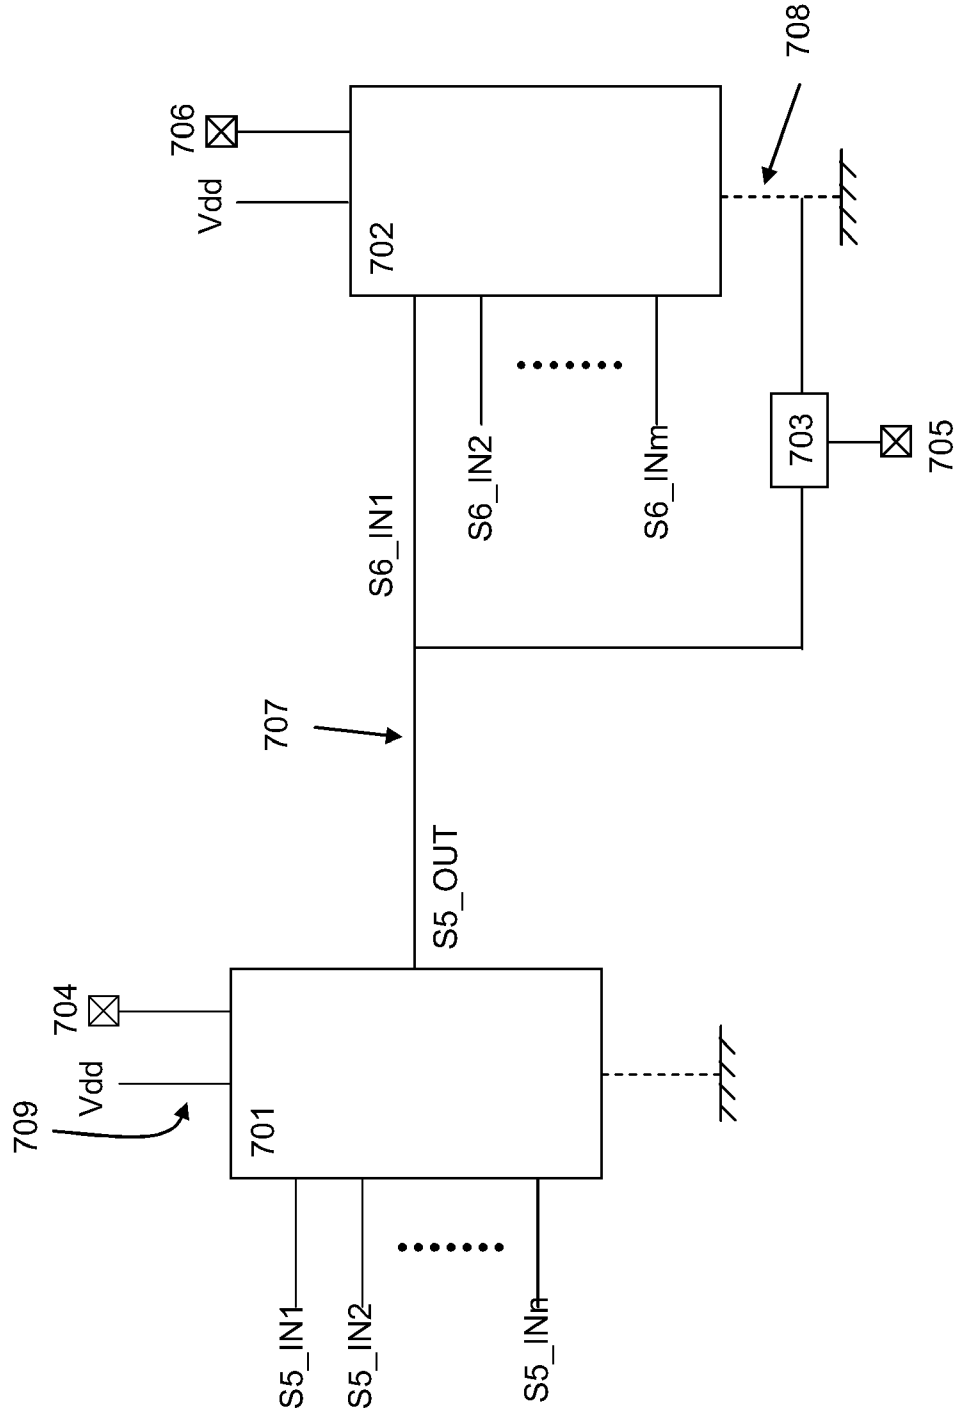 709
Vdd
704
701
S5_IN1
S5_IN2
S5_INn
S5_OUT
707
S6_IN1
S6_IN2
S6_INm
Vdd
706
702
703
705
708